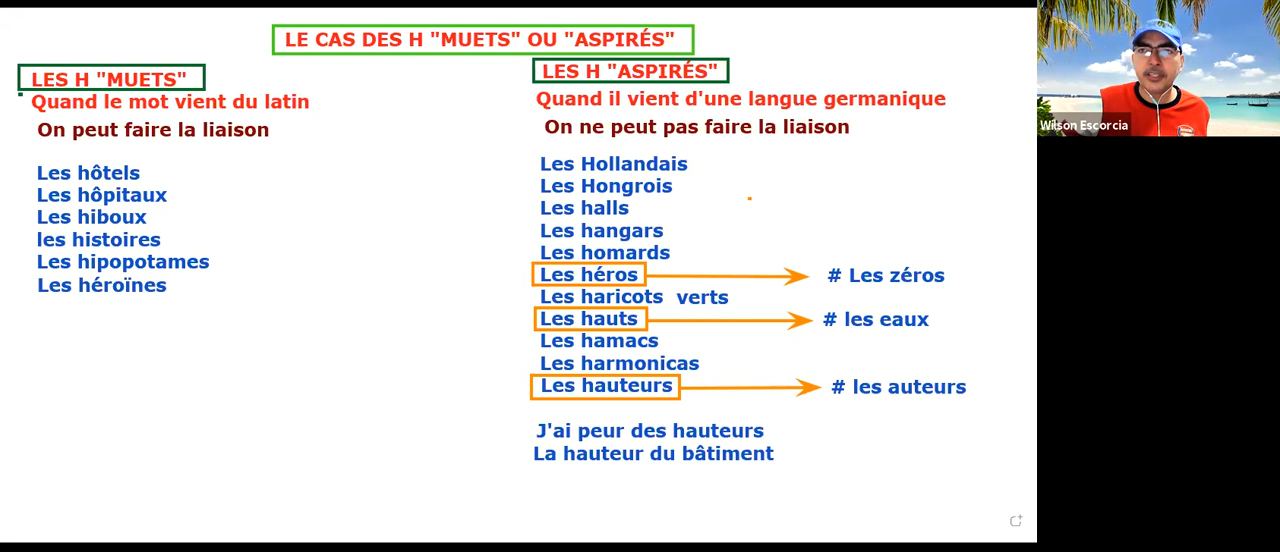 LE CAS DES H "MUETS" OU "ASPIRÉS"
LES H "MUETS"
Quand le mot vient du latin
On peut faire la liaison
Les hôtels
Les hôpitaux
Les hiboux
les histoires
Les hipopotames
Les héroïnes
LES H "ASPIRÉS"
Quand il vient d'une langue germanique
On ne peut pas faire la liaison
Les Hollandais
Les Hongrois
Les halls
Les hangars
Les homards
Les héros # Les zéros
Les haricots verts
Les hauts # les eaux
Les hamacs
Les harmonicas
Les hauteurs # les auteurs
J'ai peur des hauteurs
La hauteur du bâtiment
Wilson Escorcia